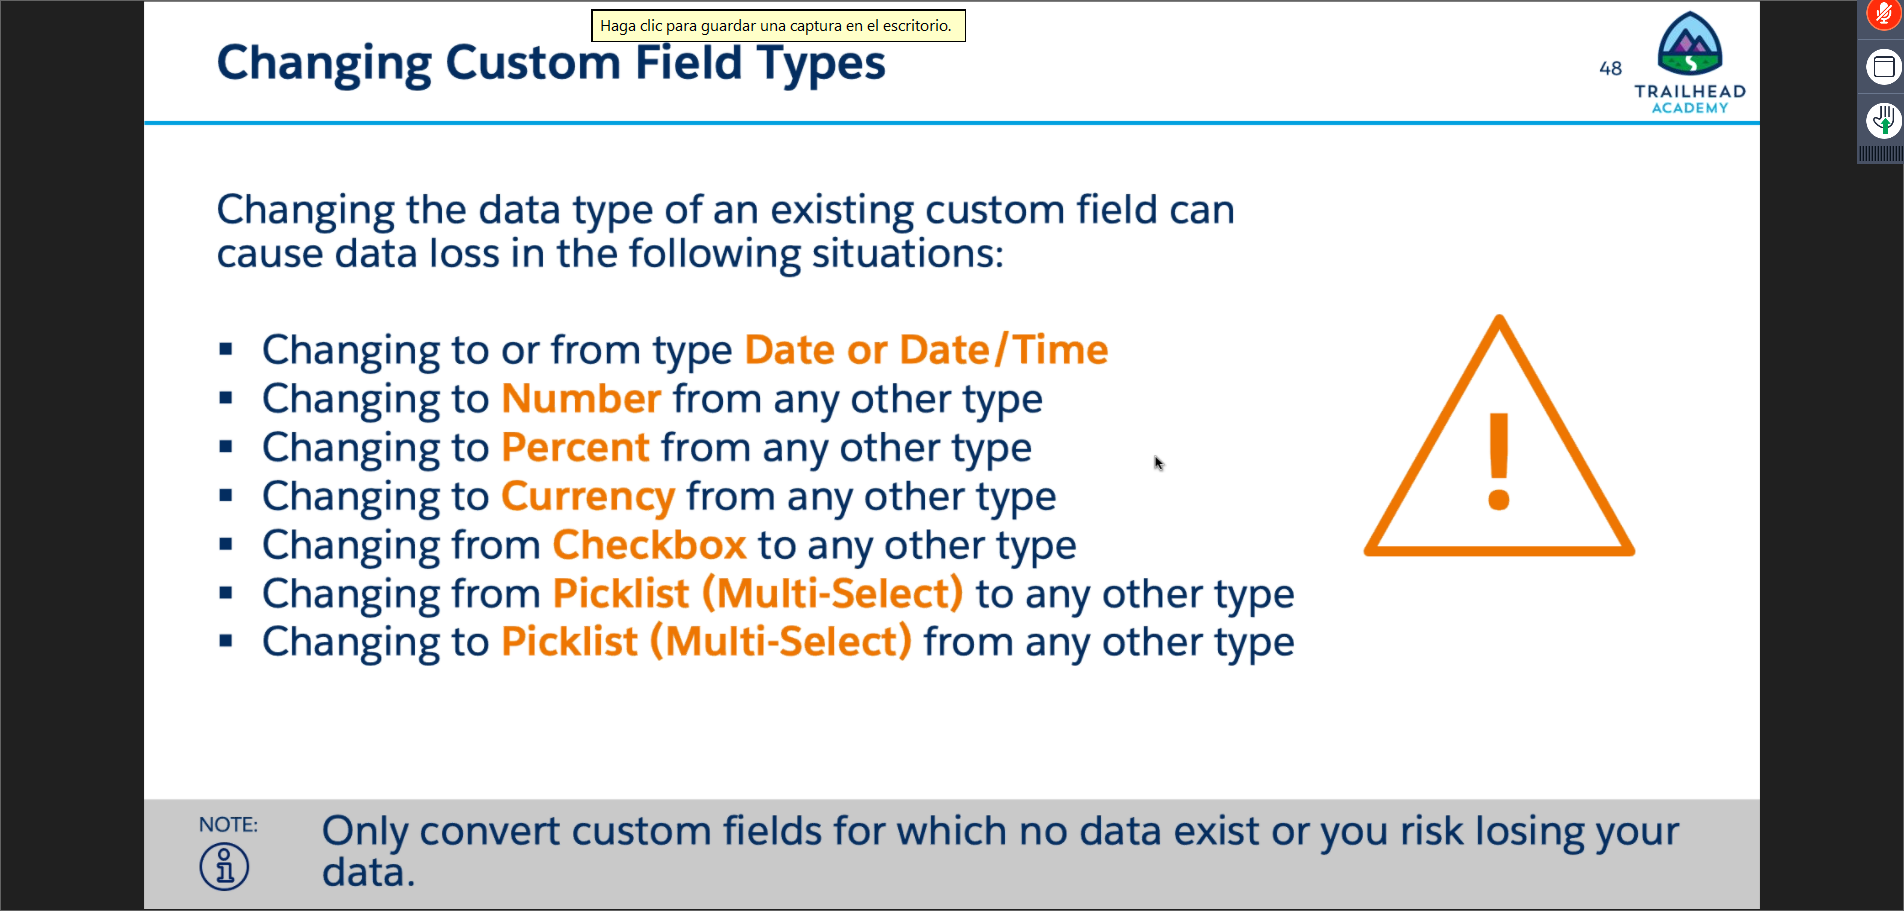 Haga clic para guardar una captura en el escritorio.
Changing Custom Field Types
48
TRAILHEAD
ACADEMY
Changing the data type of an existing custom field can
cause data loss in the following situations:
▪ Changing to or from type Date or Date/Time
▪ Changing to Number from any other type
▪ Changing to Percent from any other type
▪ Changing to Currency from any other type
▪ Changing from Checkbox to any other type
▪ Changing from Picklist (Multi-Select) to any other type
▪ Changing to Picklist (Multi-Select) from any other type
!
NOTE:
Only convert custom fields for which no data exist or you risk losing your
data.